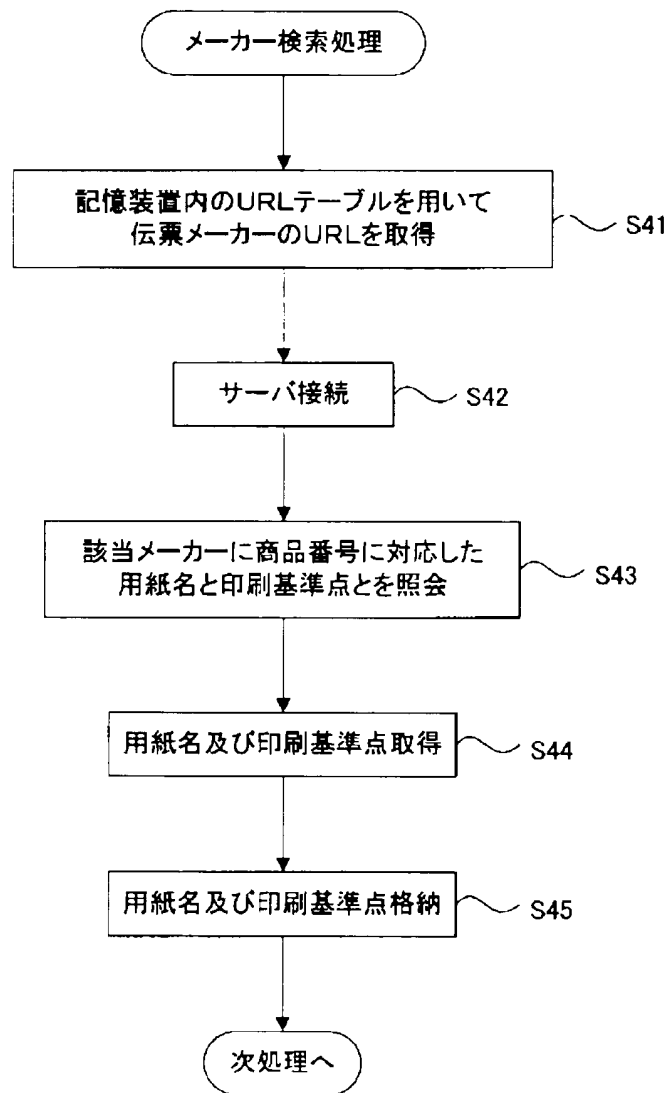 メーカー検索処理
記憶装置内のURLテーブルを用いて
伝票メーカーのURLを取得
S41
サーバ接続
S42
該当メーカーに商品番号に対応した
用紙名と印刷基準点とを照会
S43
用紙名及び印刷基準点取得
S44
用紙名及び印刷基準点格納
S45
次処理へ